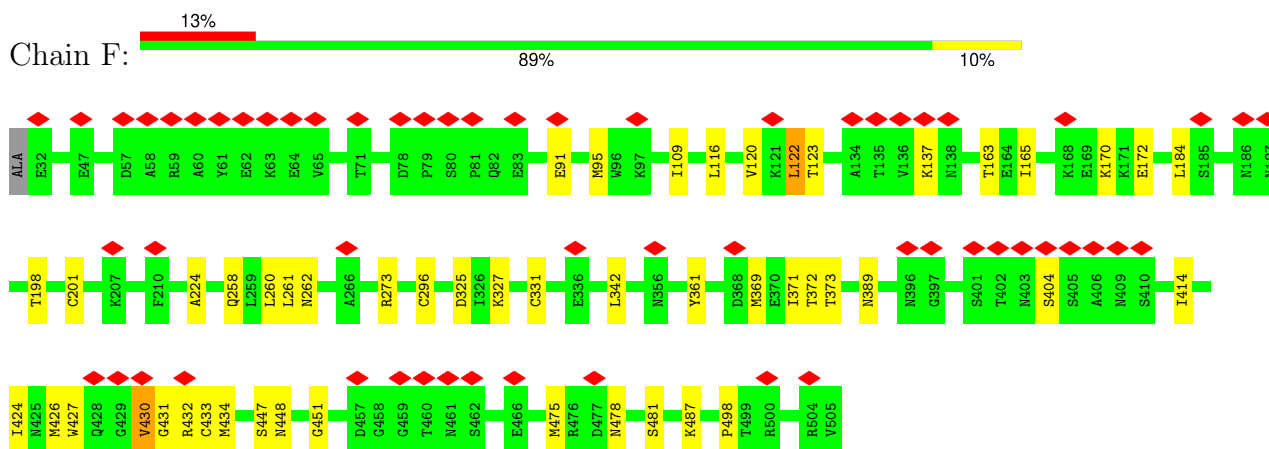 13%
Chain F:
89% 10%
ALA E32 E47 D57 A58 R59 A60 Y61 E62 K63 E64 V65 T71 D78 P79 S80 P81 Q82 E83 E91 M95 W96 K97 I109 L116 V120 K121 L122 T123 A134 T135 V136 K137 N138 T163 E164 I165 K168 E169 K170 K171 E172 L184 S185 N186 N187
T198 C201 K207 F210 A224 Q258 L259 L260 L261 N262 A266 R273 C296 D325 I326 K327 C331 E336 L342 N356 Y361 D368 M369 E370 I371 T372 T373 N389 N396 G397 S401 T402 N403 S404 S405 A406 N409 S410 I414
I424 N425 M426 W427 Q428 G429 V430 G431 R432 C433 M434 S447 N448 G451 D457 G458 G459 T460 N461 S462 E466 M475 R476 D477 N478 S481 K487 P498 T499 R500 R504 V505